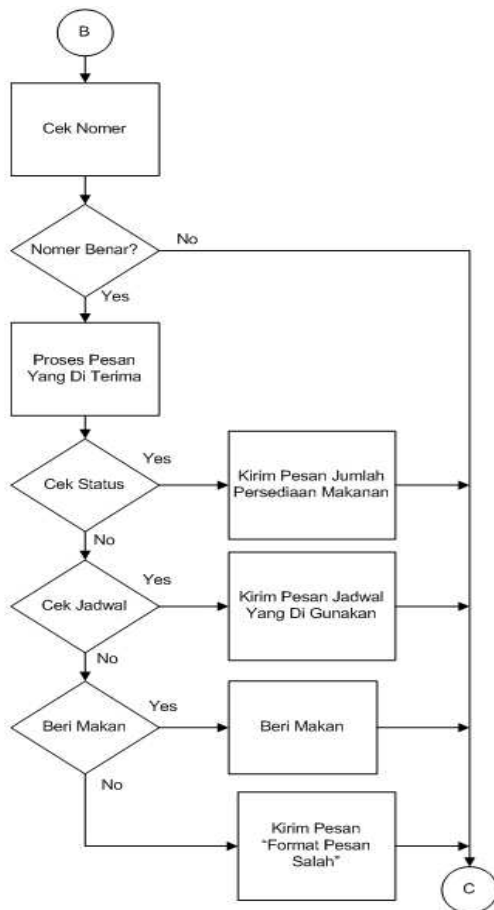 B
Cek Nomer
Nomer Benar?
No
Yes
Proses Pesan
Yang Di Terima
Cek Status
Yes
Kirim Pesan Jumlah
Persediaan Makanan
No
Cek Jadwal
Yes
Kirim Pesan Jadwal
Yang Di Gunakan
No
Beri Makan
Yes
Beri Makan
No
Kirim Pesan
“Format Pesan
Salah”
C